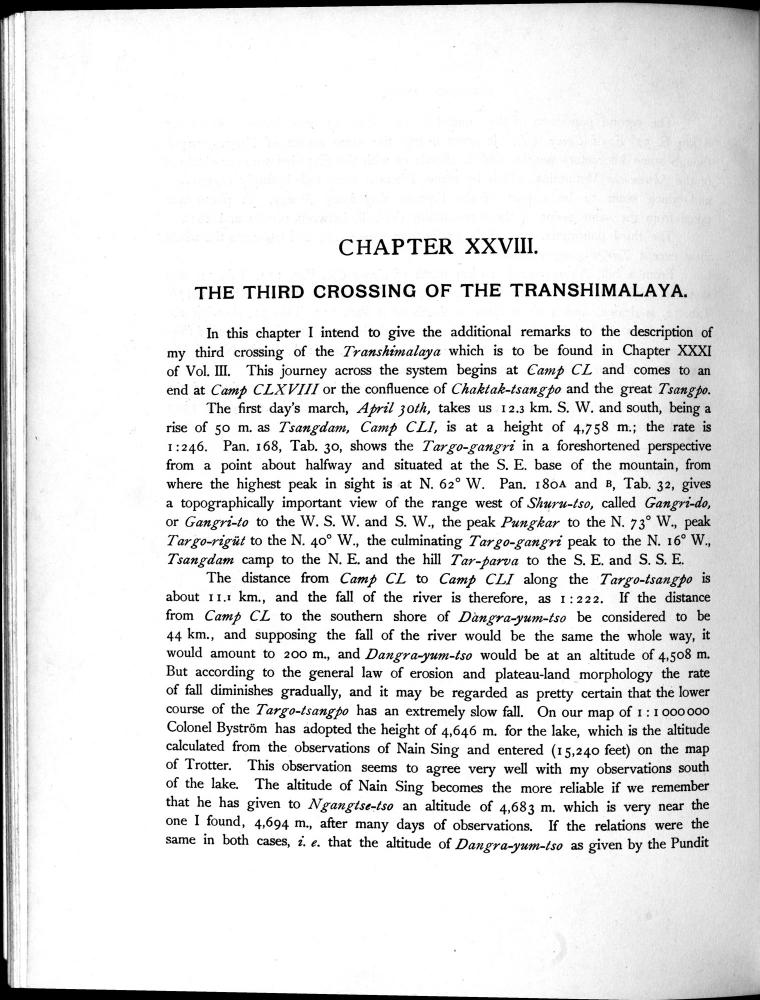 CHAPTER XXVIII.
THE THIRD CROSSING OF THE TRANSHIMALAYA.
In this chapter I intend to give the additional remarks to the description of
my third crossing of the Transhimalaya which is to be found in Chapter XXXI
of Vol. III. This journey across the system begins at Camp CL and comes to an
end at Camp CLXVIII or the confluence of Chaktak-tsangpo and the great Tsangpo.
The first day's march, April 30th, takes us 12.3 km. S. W. and south, being a
rise of 50 m. as Tsangdam, Camp CLI, is at a height of 4,758 m.; the rate is
1:246. Pan. 168, Tab. 30, shows the Targo-gangri in a foreshortened perspective
from a point about halfway and situated at the S. E. base of the mountain, from
where the highest peak in sight is at N. 62° W. Pan. 180A and B, Tab. 32, gives
a topographically important view of the range west of Shuru-tso, called Gangri-do,
or Gangri-to to the W. S. W. and S. W., the peak Pungkar to the N. 73° W., peak
Targo-rigüt to the N. 40° W., the culminating Targo-gangri peak to the N. 16° W.,
Tsangdam camp to the N. E. and the hill Tar-parva to the S. E. and S. S. E.
The distance from Camp CL to Camp CLI along the Targo-tsangpo is
about 11.1 km., and the fall of the river is therefore, as 1:222. If the distance
from Camp CL to the southern shore of Dangra-yum-tso be considered to be
44 km., and supposing the fall of the river would be the same the whole way, it
would amount to 200 m., and Dangra-yum-tso would be at an altitude of 4,508 m.
But according to the general law of erosion and plateau-land morphology the rate
of fall diminishes gradually, and it may be regarded as pretty certain that the lower
course of the Targo-tsangpo has an extremely slow fall. On our map of 1:1 000 000
Colonel Byström has adopted the height of 4,646 m. for the lake, which is the altitude
calculated from the observations of Nain Sing and entered (15,240 feet) on the map
of Trotter. This observation seems to agree very well with my observations south
of the lake. The altitude of Nain Sing becomes the more reliable if we remember
that he has given to Ngangtse-tso an altitude of 4,683 m. which is very near the
one I found, 4,694 m., after many days of observations. If the relations were the
same in both cases, i. e. that the altitude of Dangra-yum-tso as given by the Pundit